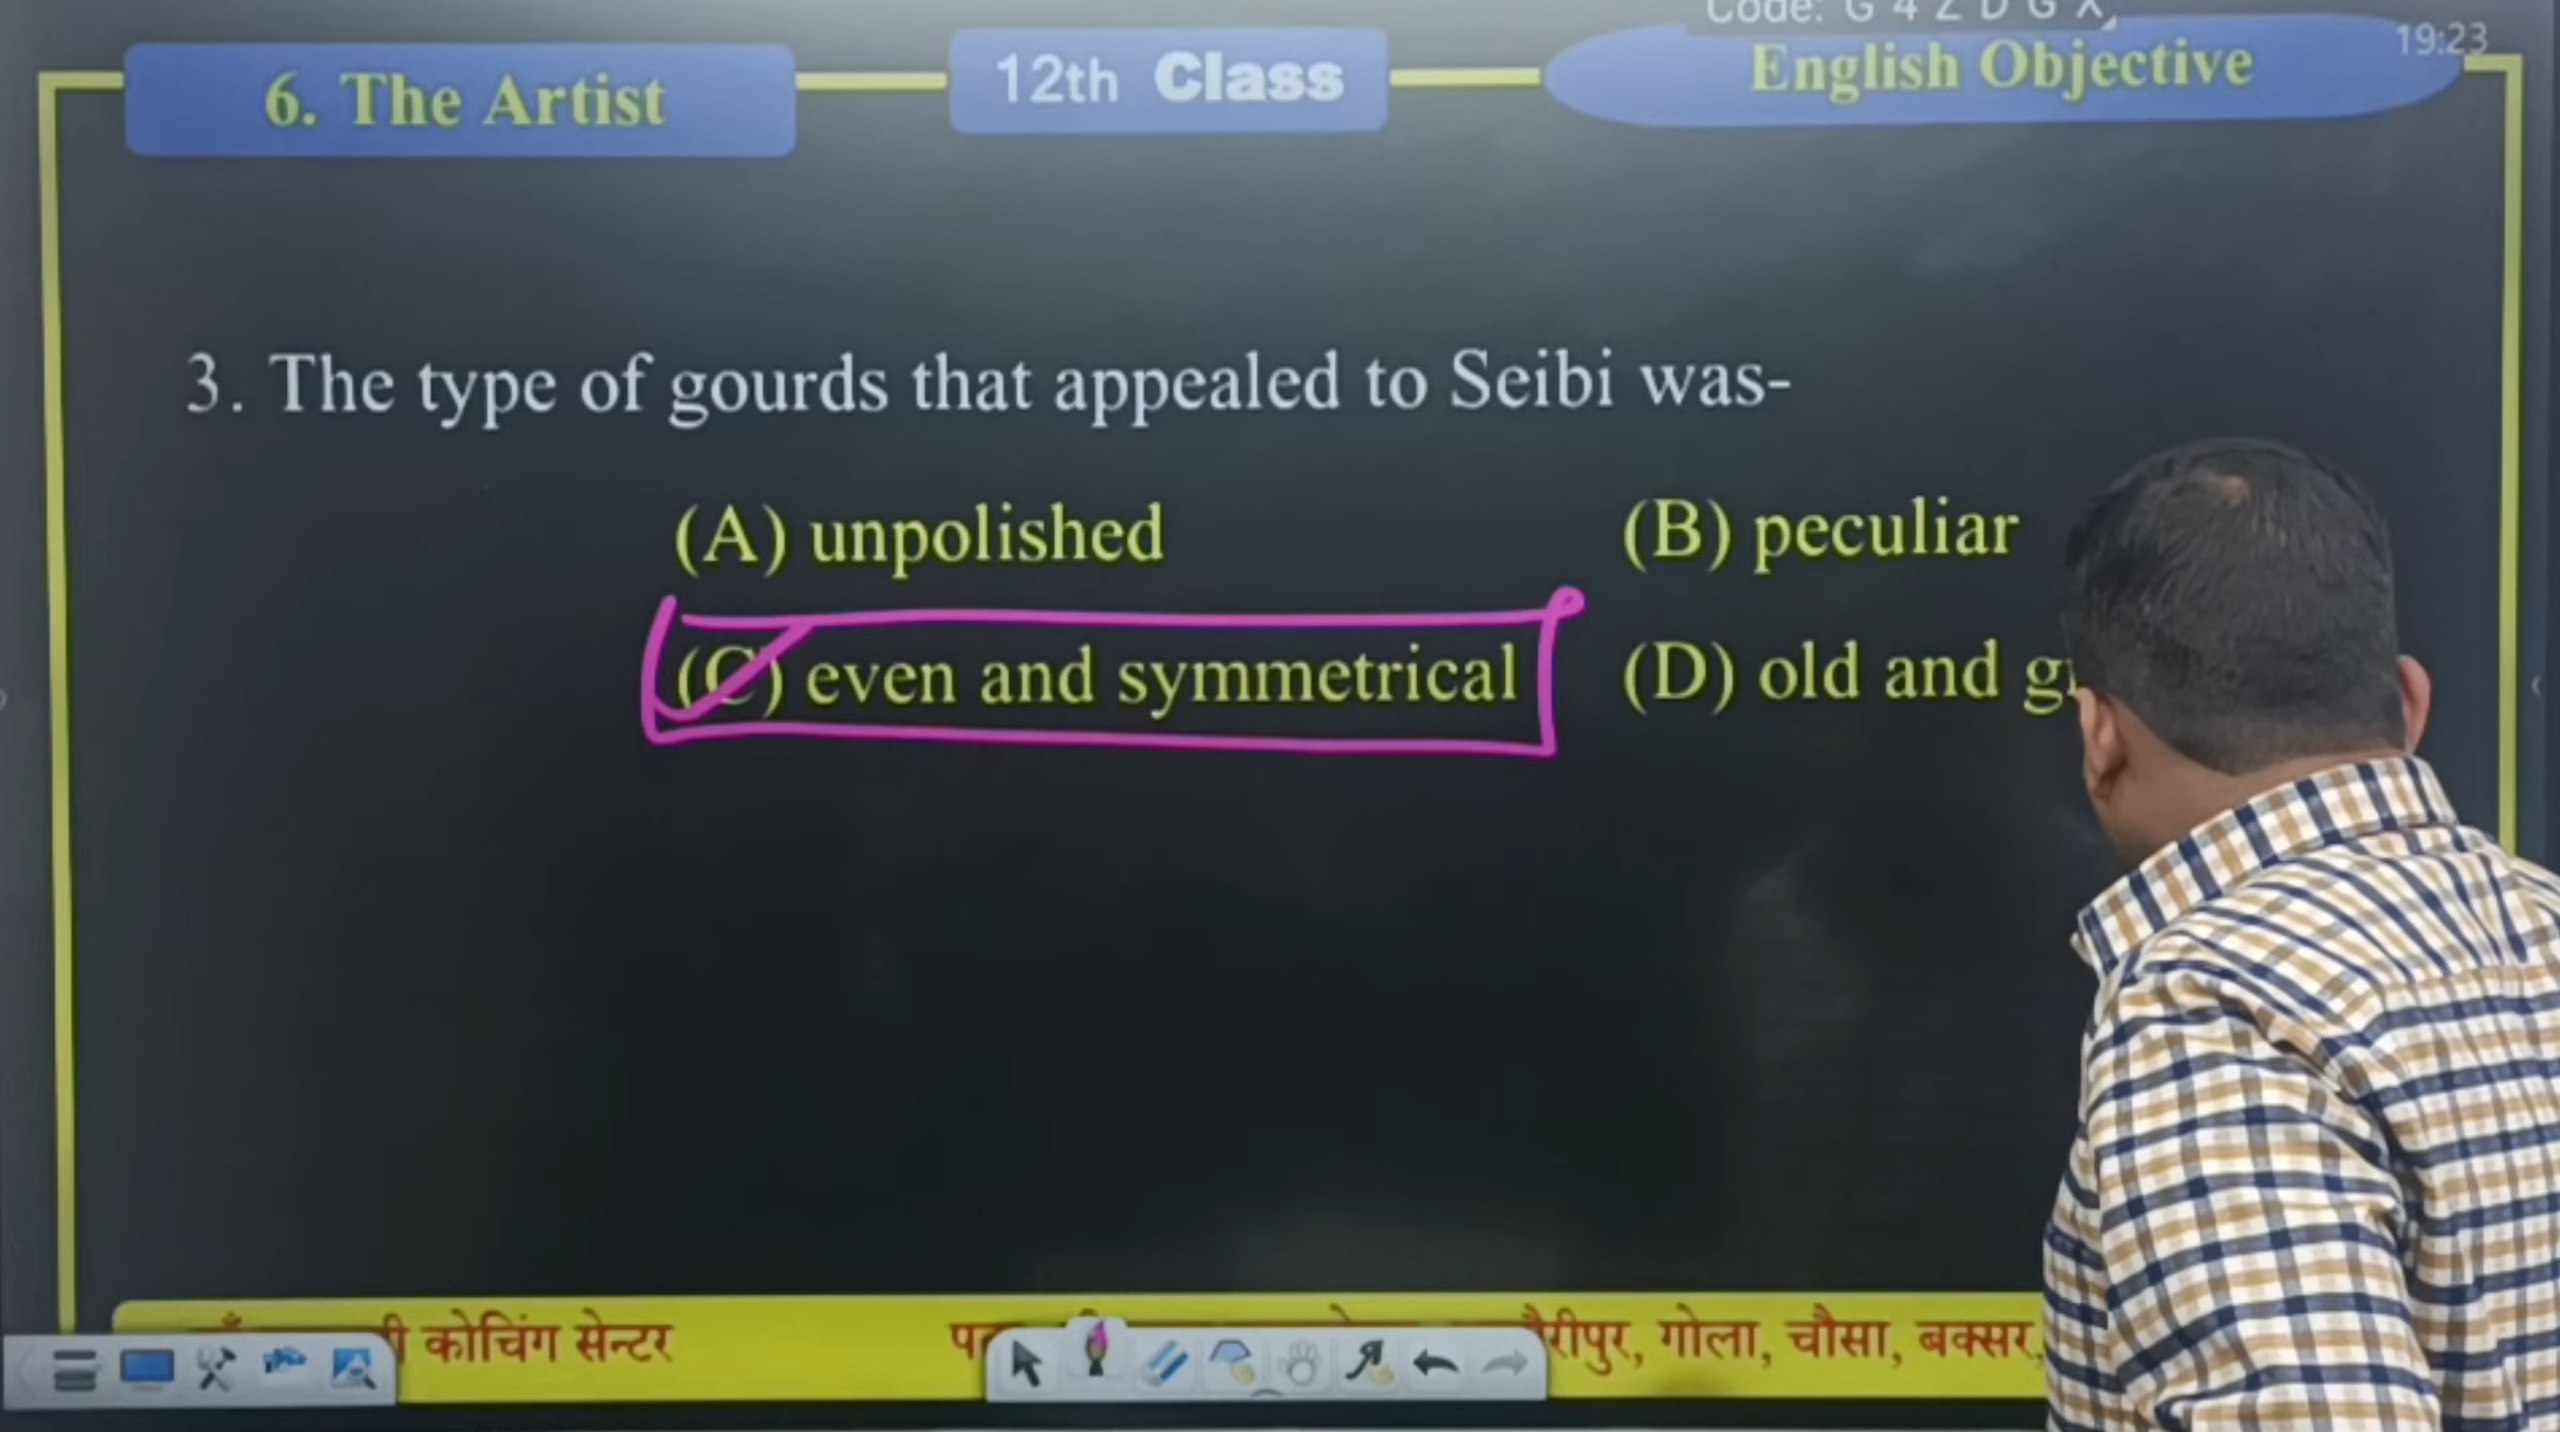 Code: G 4 Z D G X
19:23
6. The Artist
12th Class
English Objective
3. The type of gourds that appealed to Seibi was-
(A) unpolished
(B) peculiar
(C) even and symmetrical
(D) old and
कोचिंग सेन्टर
गोला, चौसा, बक्सर,